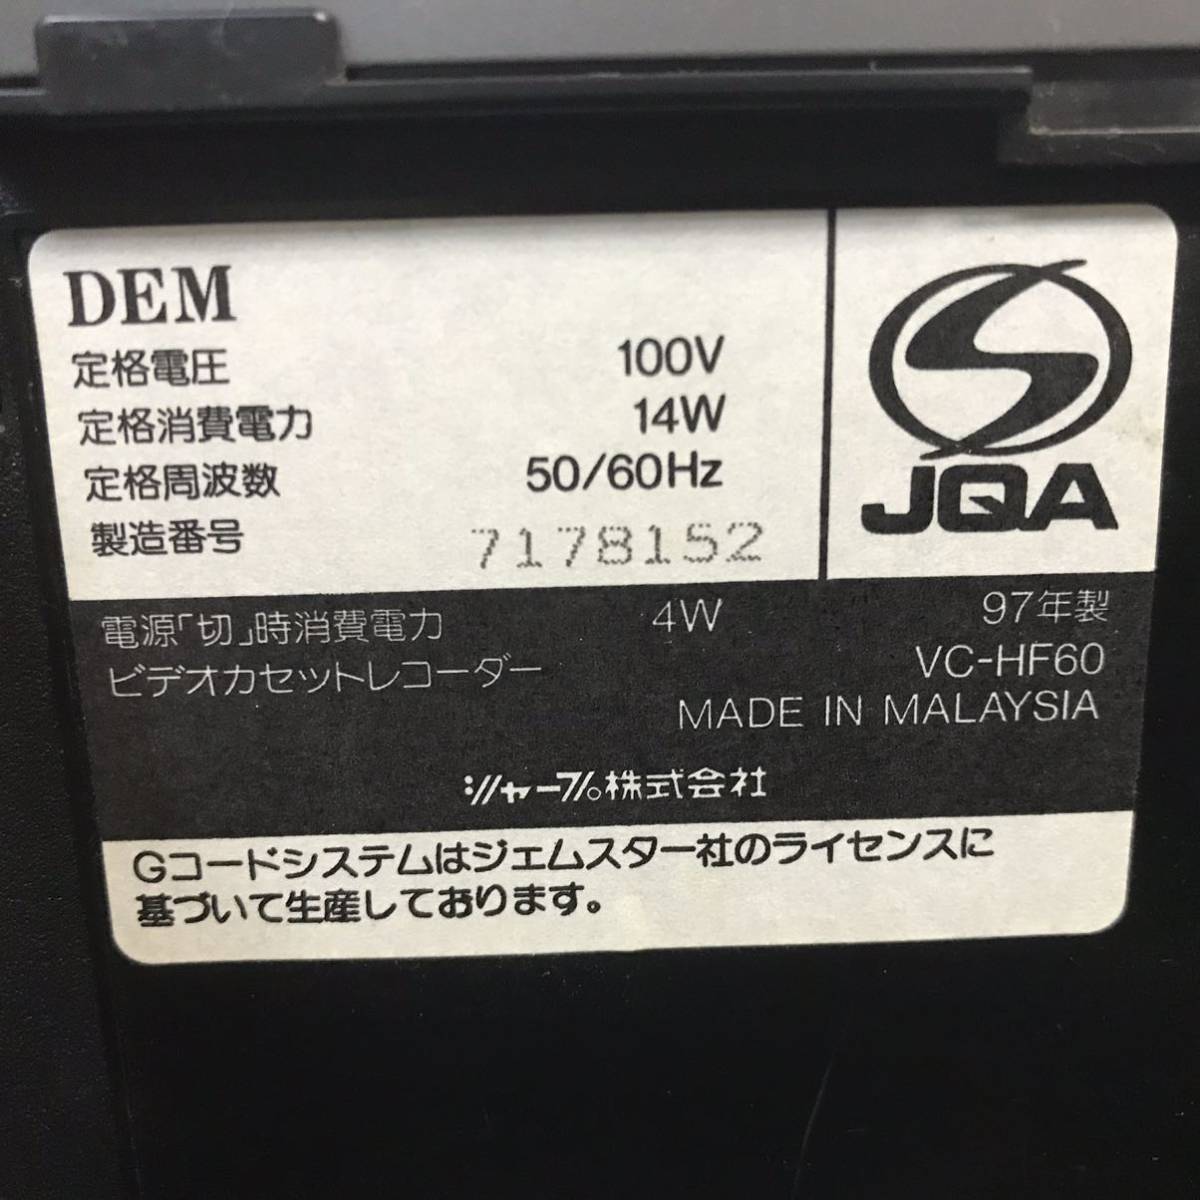 DEM
定格電圧 100V
定格消費電力 14W
定格周波数 50/60Hz
製造番号 7178152
JQA
電源「切」時消費電力 4W 97年製
ビデオカセットレコーダー VC-HF60
MADE IN MALAYSIA
シャープ株式会社
Gコードシステムはジェムスター社のライセンスに
基づいて生産しております。